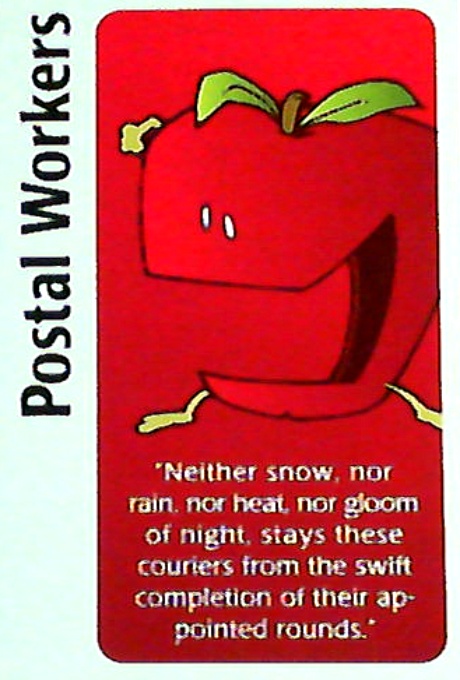 Postal Workers
"Neither snow, nor
rain, nor heat, nor gloom
of night, stays these
couriers from the swift
completion of their ap-
pointed rounds."